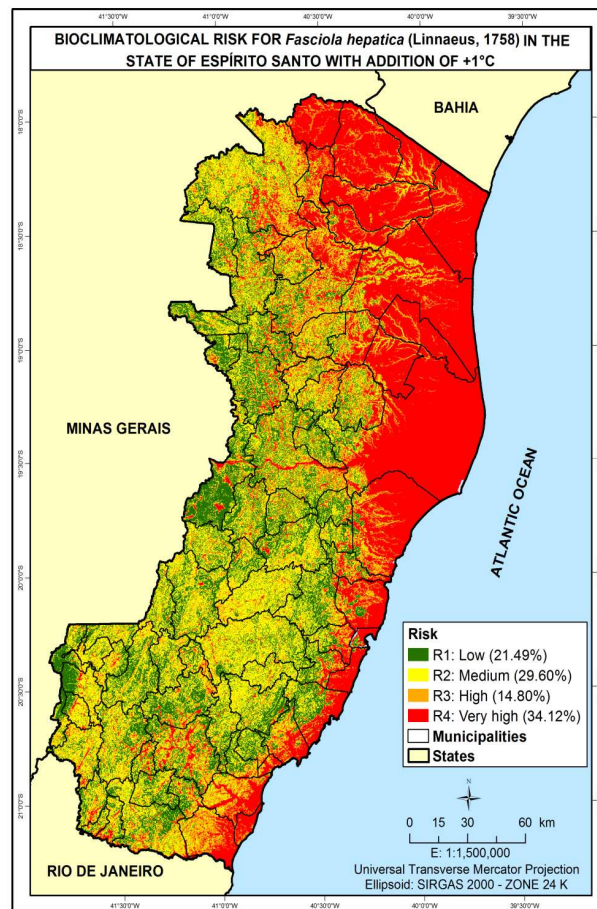 41°30'0"W 41°0'0"W 40°30'0"W 40°0'0"W 39°30'0"W
BIOCLIMATOLOGICAL RISK FOR Fasciola hepatica (Linnaeus, 1758) IN THE
STATE OF ESPÍRITO SANTO WITH ADDITION OF +1°C
BAHIA
18°0'0"S
18°30'0"S
19°0'0"S
MINAS GERAIS
19°30'0"S
ATLANTIC OCEAN
20°0'0"S
20°30'0"S
21°0'0"S
Risk
R1: Low (21.49%)
R2: Medium (29.60%)
R3: High (14.80%)
R4: Very high (34.12%)
Municipalities
States
0 15 30 60 km
E: 1:1,500,000
Universal Transverse Mercator Projection
Ellipsoid: SIRGAS 2000 - ZONE 24 K
RIO DE JANEIRO
41°30'0"W 41°0'0"W 40°30'0"W 40°0'0"W 39°30'0"W